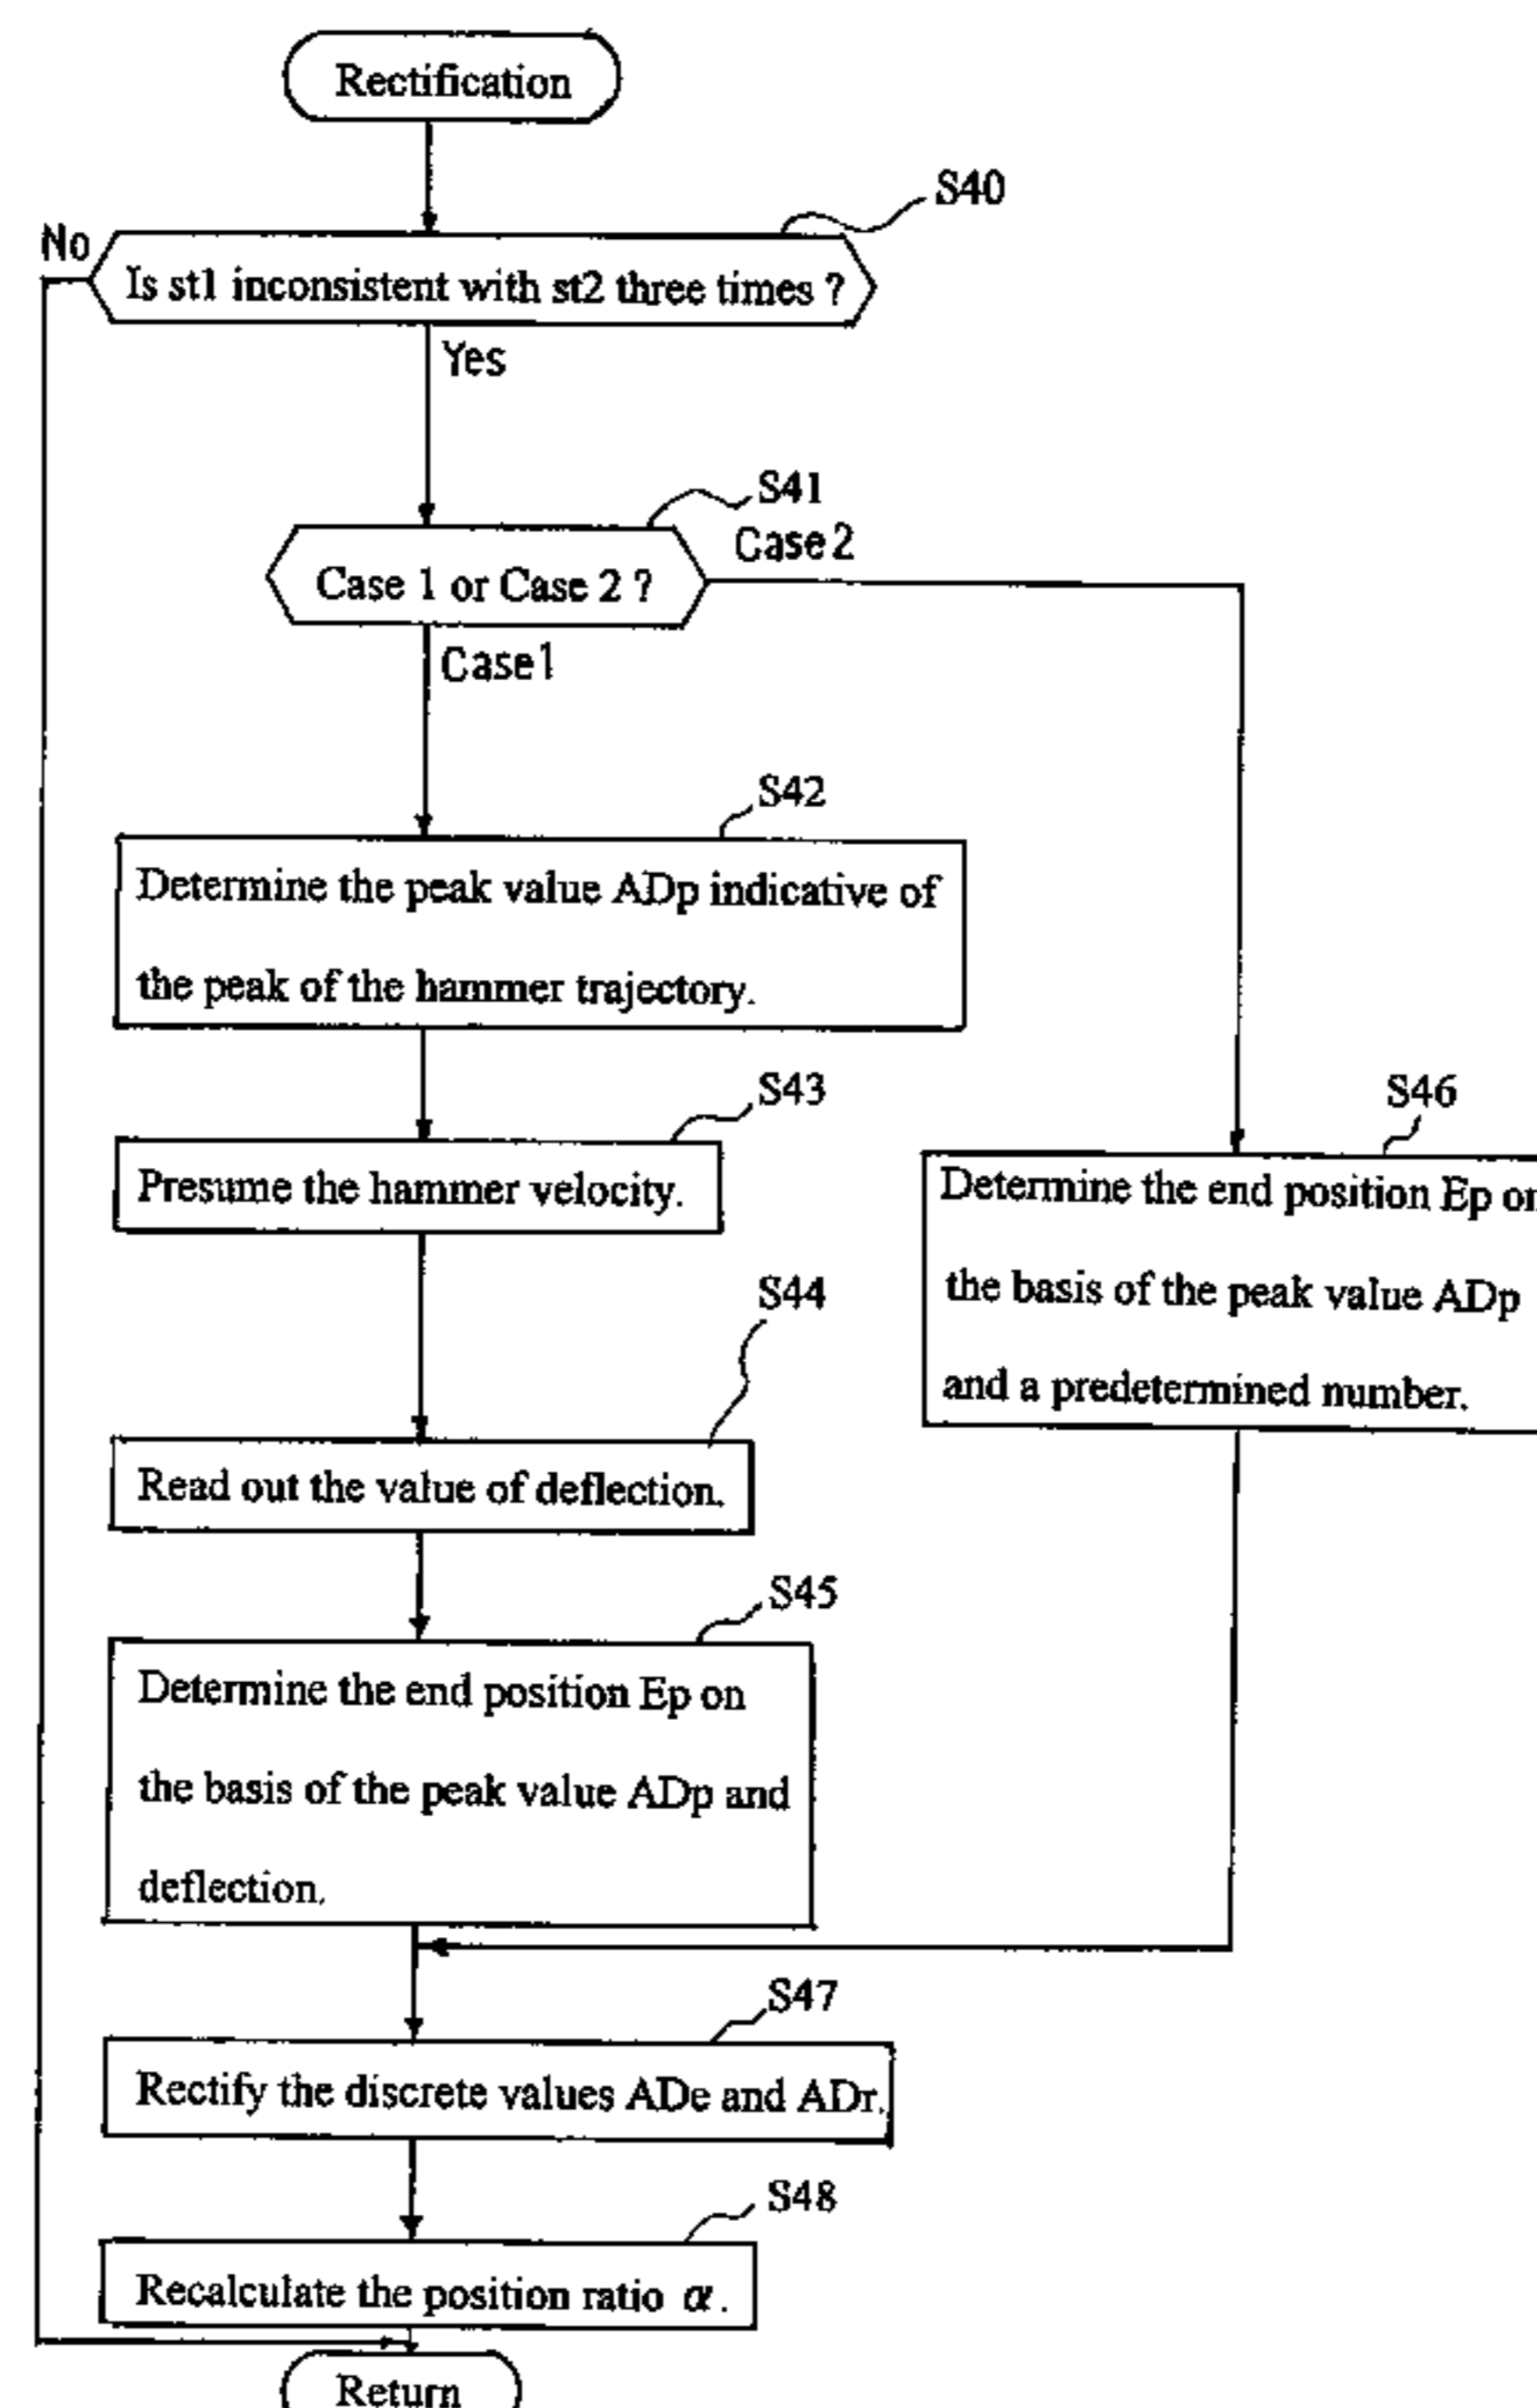 Rectification
S40
No
Is st1 inconsistent with st2 three times ?
Yes
S41
Case2
Case 1 or Case 2 ?
Case1
S42
Determine the peak value ADp indicative of
the peak of the hammer trajectory.
S43
Presume the hammer velocity.
S46
Determine the end position Ep on
the basis of the peak value ADp
and a predetermined number.
S44
Read out the value of deflection.
S45
Determine the end position Ep on
the basis of the peak value ADp and
deflection.
S47
Rectify the discrete values ADe and ADr.
S48
Recalculate the position ratio α .
Return